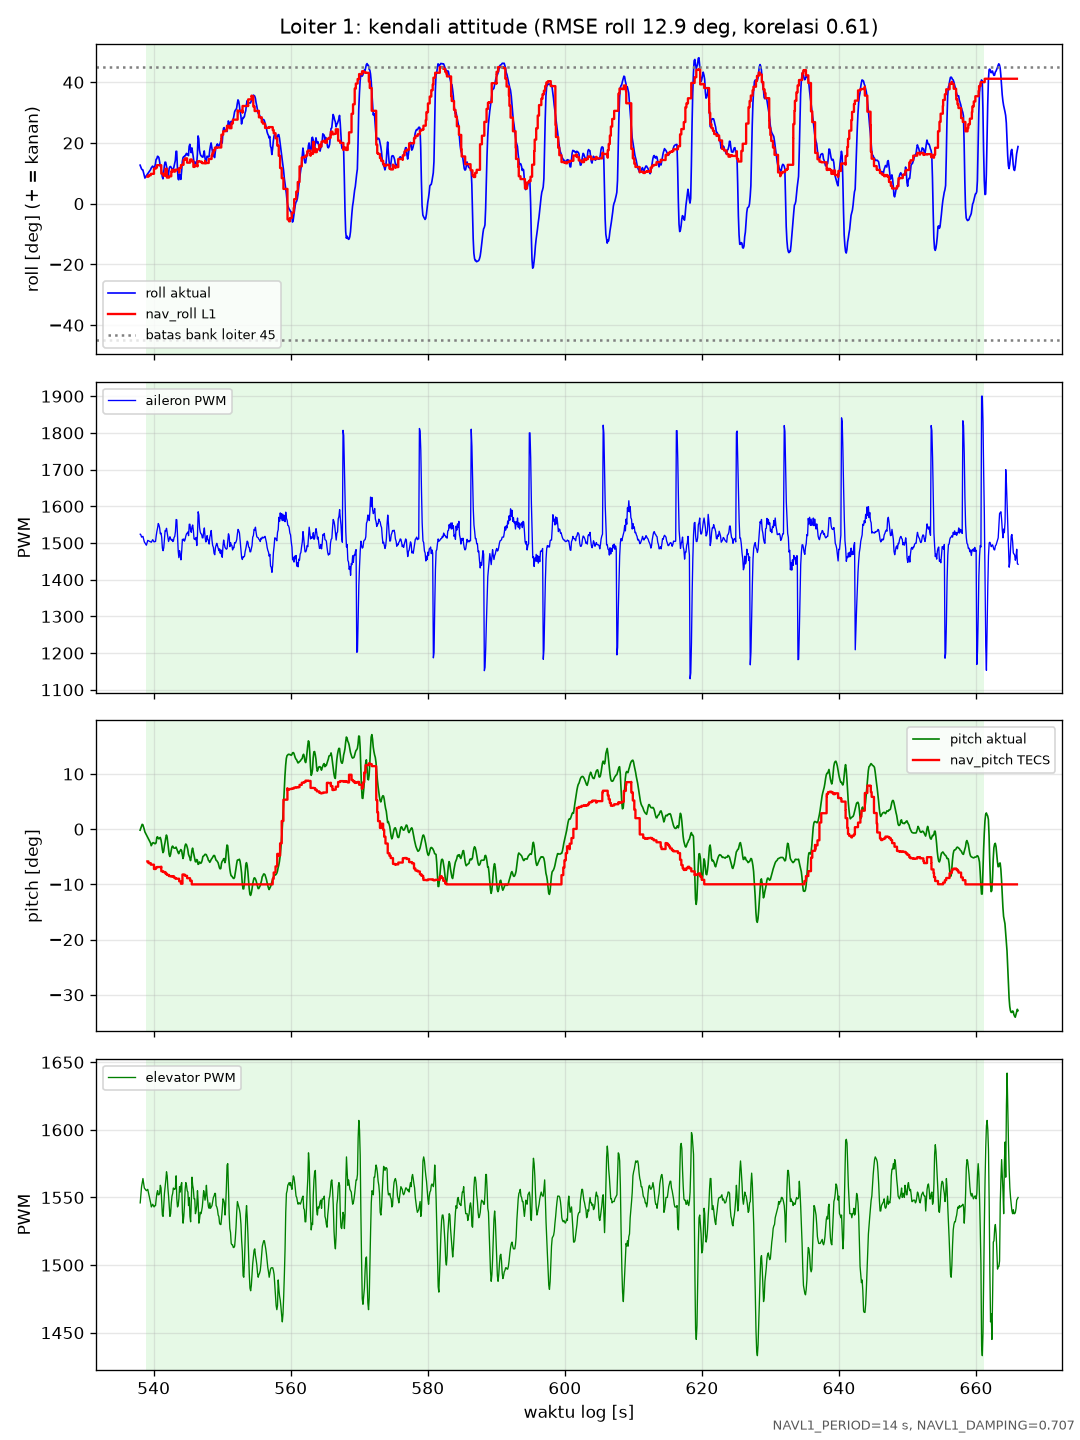 Loiter 1: kendali attitude (RMSE roll 12.9 deg, korelasi 0.61)
roll [deg] (+ = kanan)
40
20
0
−20
−40
roll aktual
nav_roll L1
batas bank loiter 45
PWM
1900
1800
1700
1600
1500
1400
1300
1200
1100
aileron PWM
pitch [deg]
10
0
−10
−20
−30
pitch aktual
nav_pitch TECS
PWM
1650
1600
1550
1500
1450
elevator PWM
540 560 580 600 620 640 660
waktu log [s]
NAVL1_PERIOD=14 s, NAVL1_DAMPING=0.707